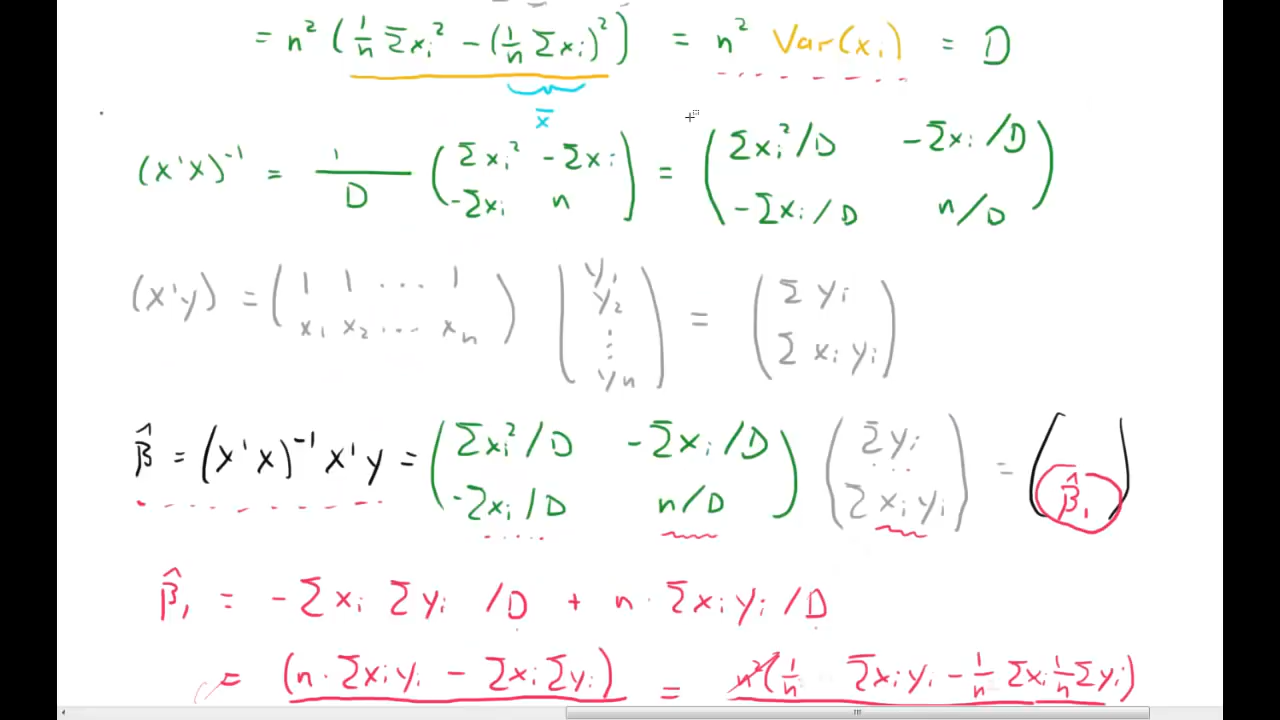 = n² ( 1/n Σxᵢ² − (1/n Σxᵢ)² ) = n² Var(xᵢ) = D
x̄
(x'x)⁻¹ = 1/D ( Σxᵢ² −Σxᵢ ; −Σxᵢ n ) = ( Σxᵢ²/D −Σxᵢ/D ; −Σxᵢ/D n/D )
(x'y) = ( 1 1 ... 1 ; x₁ x₂ ... xₙ ) ( y₁ ; y₂ ; ⋮ ; yₙ ) = ( Σyᵢ ; Σxᵢyᵢ )
β̂ = (x'x)⁻¹ x'y = ( Σxᵢ²/D −Σxᵢ/D ; −Σxᵢ/D n/D ) ( Σyᵢ ; Σxᵢyᵢ ) = ( β̂₁ )
β̂₁ = −Σxᵢ Σyᵢ /D + n · Σxᵢyᵢ /D
= (n · Σxᵢyᵢ − Σxᵢ Σyᵢ) = n² ( 1/n Σxᵢyᵢ − 1/n Σxᵢ 1/n Σyᵢ )